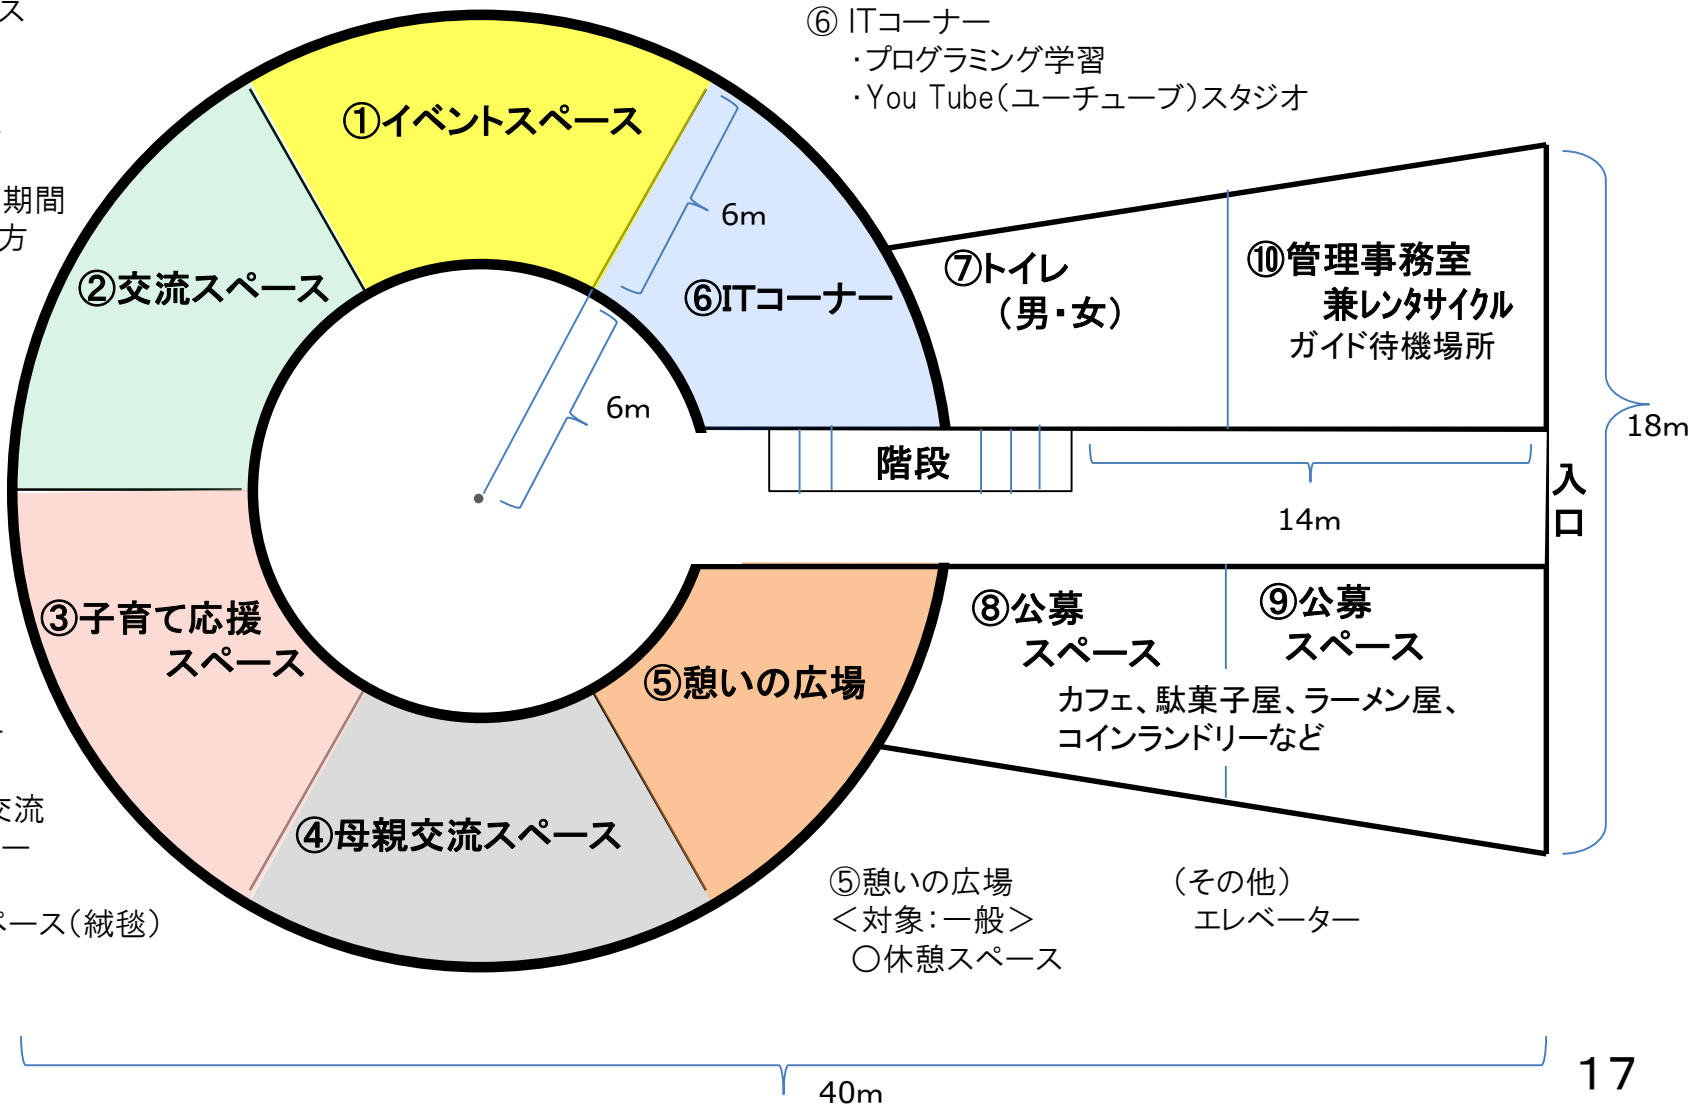 ス
⑥ ITコーナー
・プログラミング学習
・You Tube(ユーチューブ)スタジオ
①イベントスペース
期間
方
6m
②交流スペース
⑥ITコーナー
⑦トイレ
（男・女）
⑩管理事務室
兼レンタサイクル
ガイド待機場所
6m
18m
階段
14m
入口
③子育て応援
スペース
⑧公募
スペース
⑨公募
スペース
⑤憩いの広場
カフェ、駄菓子屋、ラーメン屋、
コインランドリーなど
交流
ー
④母親交流スペース
ペース（絨毯）
⑤憩いの広場
＜対象：一般＞
○休憩スペース
（その他）
エレベーター
40m
17